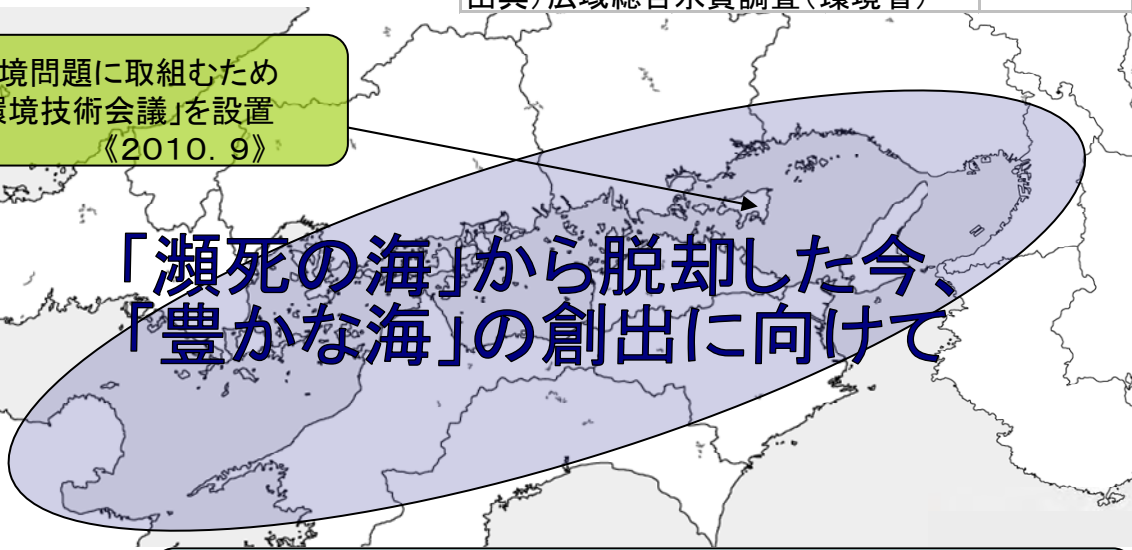 出典)広域総合水質調査(環境省)
境問題に取組むため
環境技術会議」を設置
《2010.9》
「瀕死の海」から脱却した今、
「豊かな海」の創出に向けて